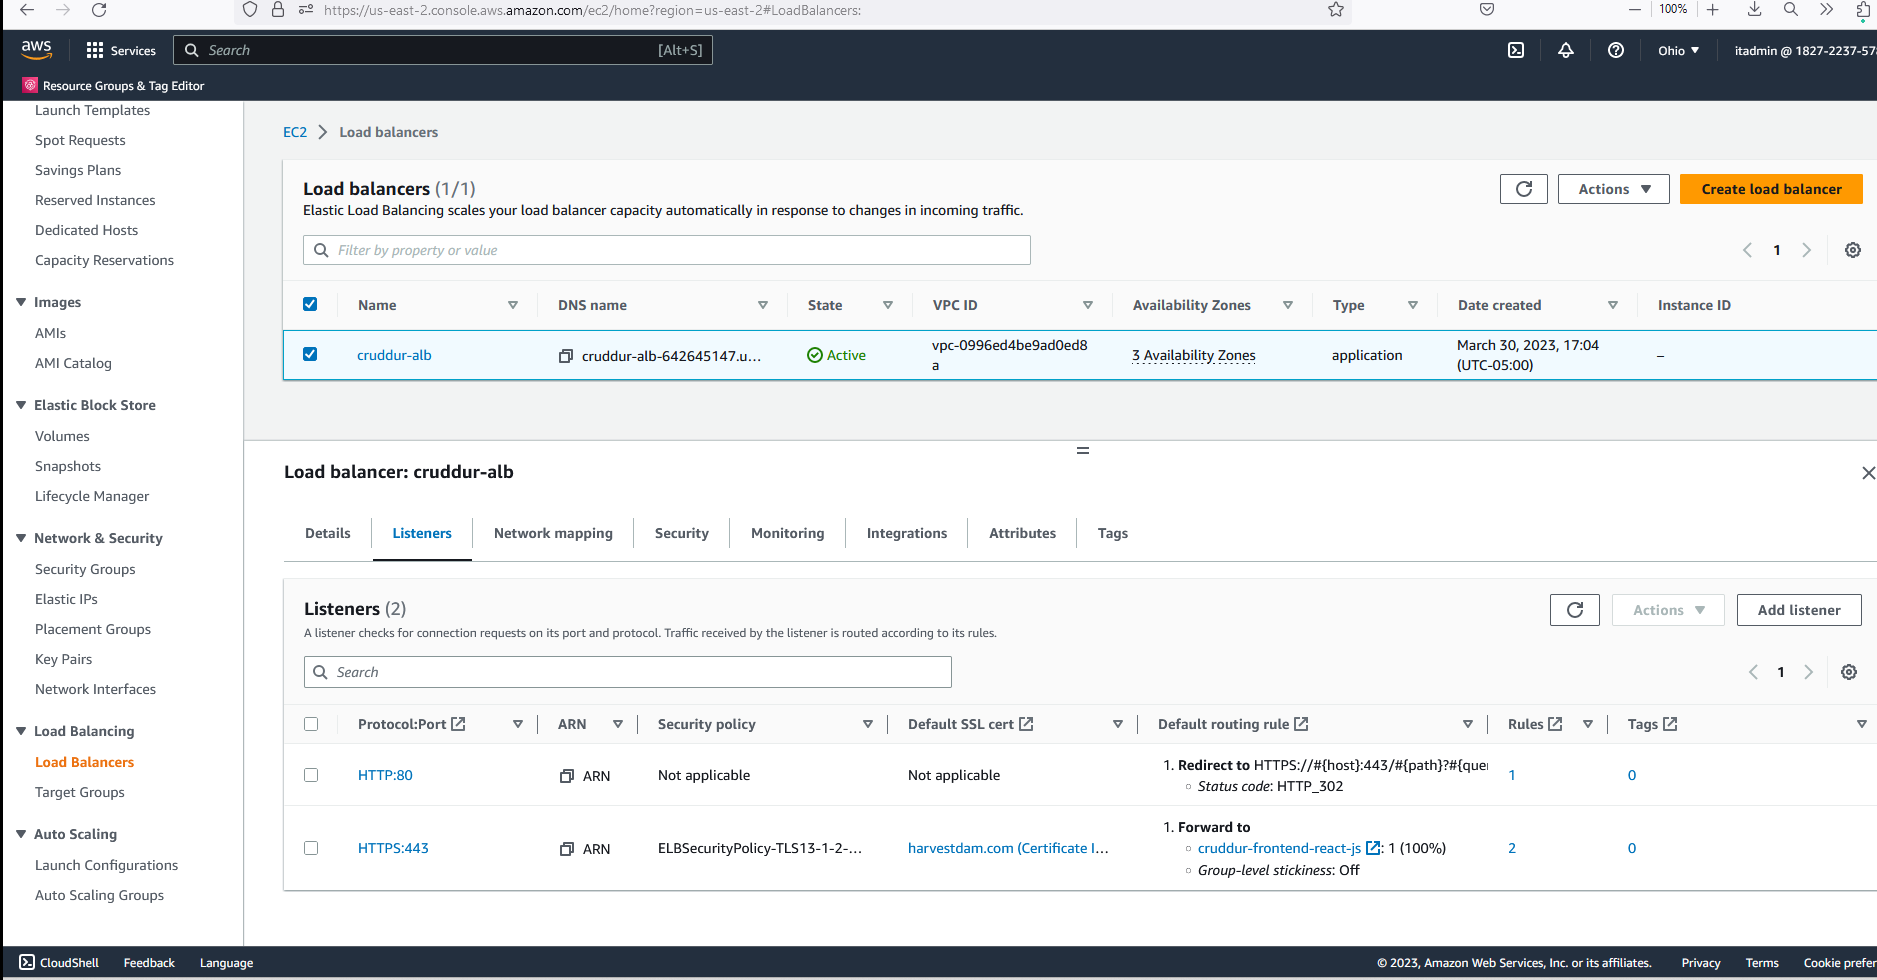 https://us-east-2.console.aws.amazon.com/ec2/home?region=us-east-2#LoadBalancers:
100%
aws
Services
Search
[Alt+S]
Ohio
itadmin @ 1827-2237-57
Resource Groups & Tag Editor
Launch Templates
Spot Requests
Savings Plans
Reserved Instances
Dedicated Hosts
Capacity Reservations
Images
AMIs
AMI Catalog
Elastic Block Store
Volumes
Snapshots
Lifecycle Manager
Network & Security
Security Groups
Elastic IPs
Placement Groups
Key Pairs
Network Interfaces
Load Balancing
Load Balancers
Target Groups
Auto Scaling
Launch Configurations
Auto Scaling Groups
EC2 > Load balancers
Load balancers (1/1)
Elastic Load Balancing scales your load balancer capacity automatically in response to changes in incoming traffic.
Actions
Create load balancer
Filter by property or value
1
Name DNS name State VPC ID Availability Zones Type Date created Instance ID
cruddur-alb cruddur-alb-642645147.u... Active vpc-0996ed4be9ad0ed8 3 Availability Zones application March 30, 2023, 17:04 –
a (UTC-05:00)
Load balancer: cruddur-alb
Details Listeners Network mapping Security Monitoring Integrations Attributes Tags
Listeners (2)
A listener checks for connection requests on its port and protocol. Traffic received by the listener is routed according to its rules.
Actions
Add listener
Search
1
Protocol:Port ARN Security policy Default SSL cert Default routing rule Rules Tags
HTTP:80 ARN Not applicable Not applicable 1. Redirect to HTTPS://#{host}:443/#{path}?#{que 1 0
Status code: HTTP_302
HTTPS:443 ARN ELBSecurityPolicy-TLS13-1-2-... harvestdam.com (Certificate I... 1. Forward to 2 0
cruddur-frontend-react-js : 1 (100%)
Group-level stickiness: Off
CloudShell Feedback Language
© 2023, Amazon Web Services, Inc. or its affiliates. Privacy Terms Cookie prefer